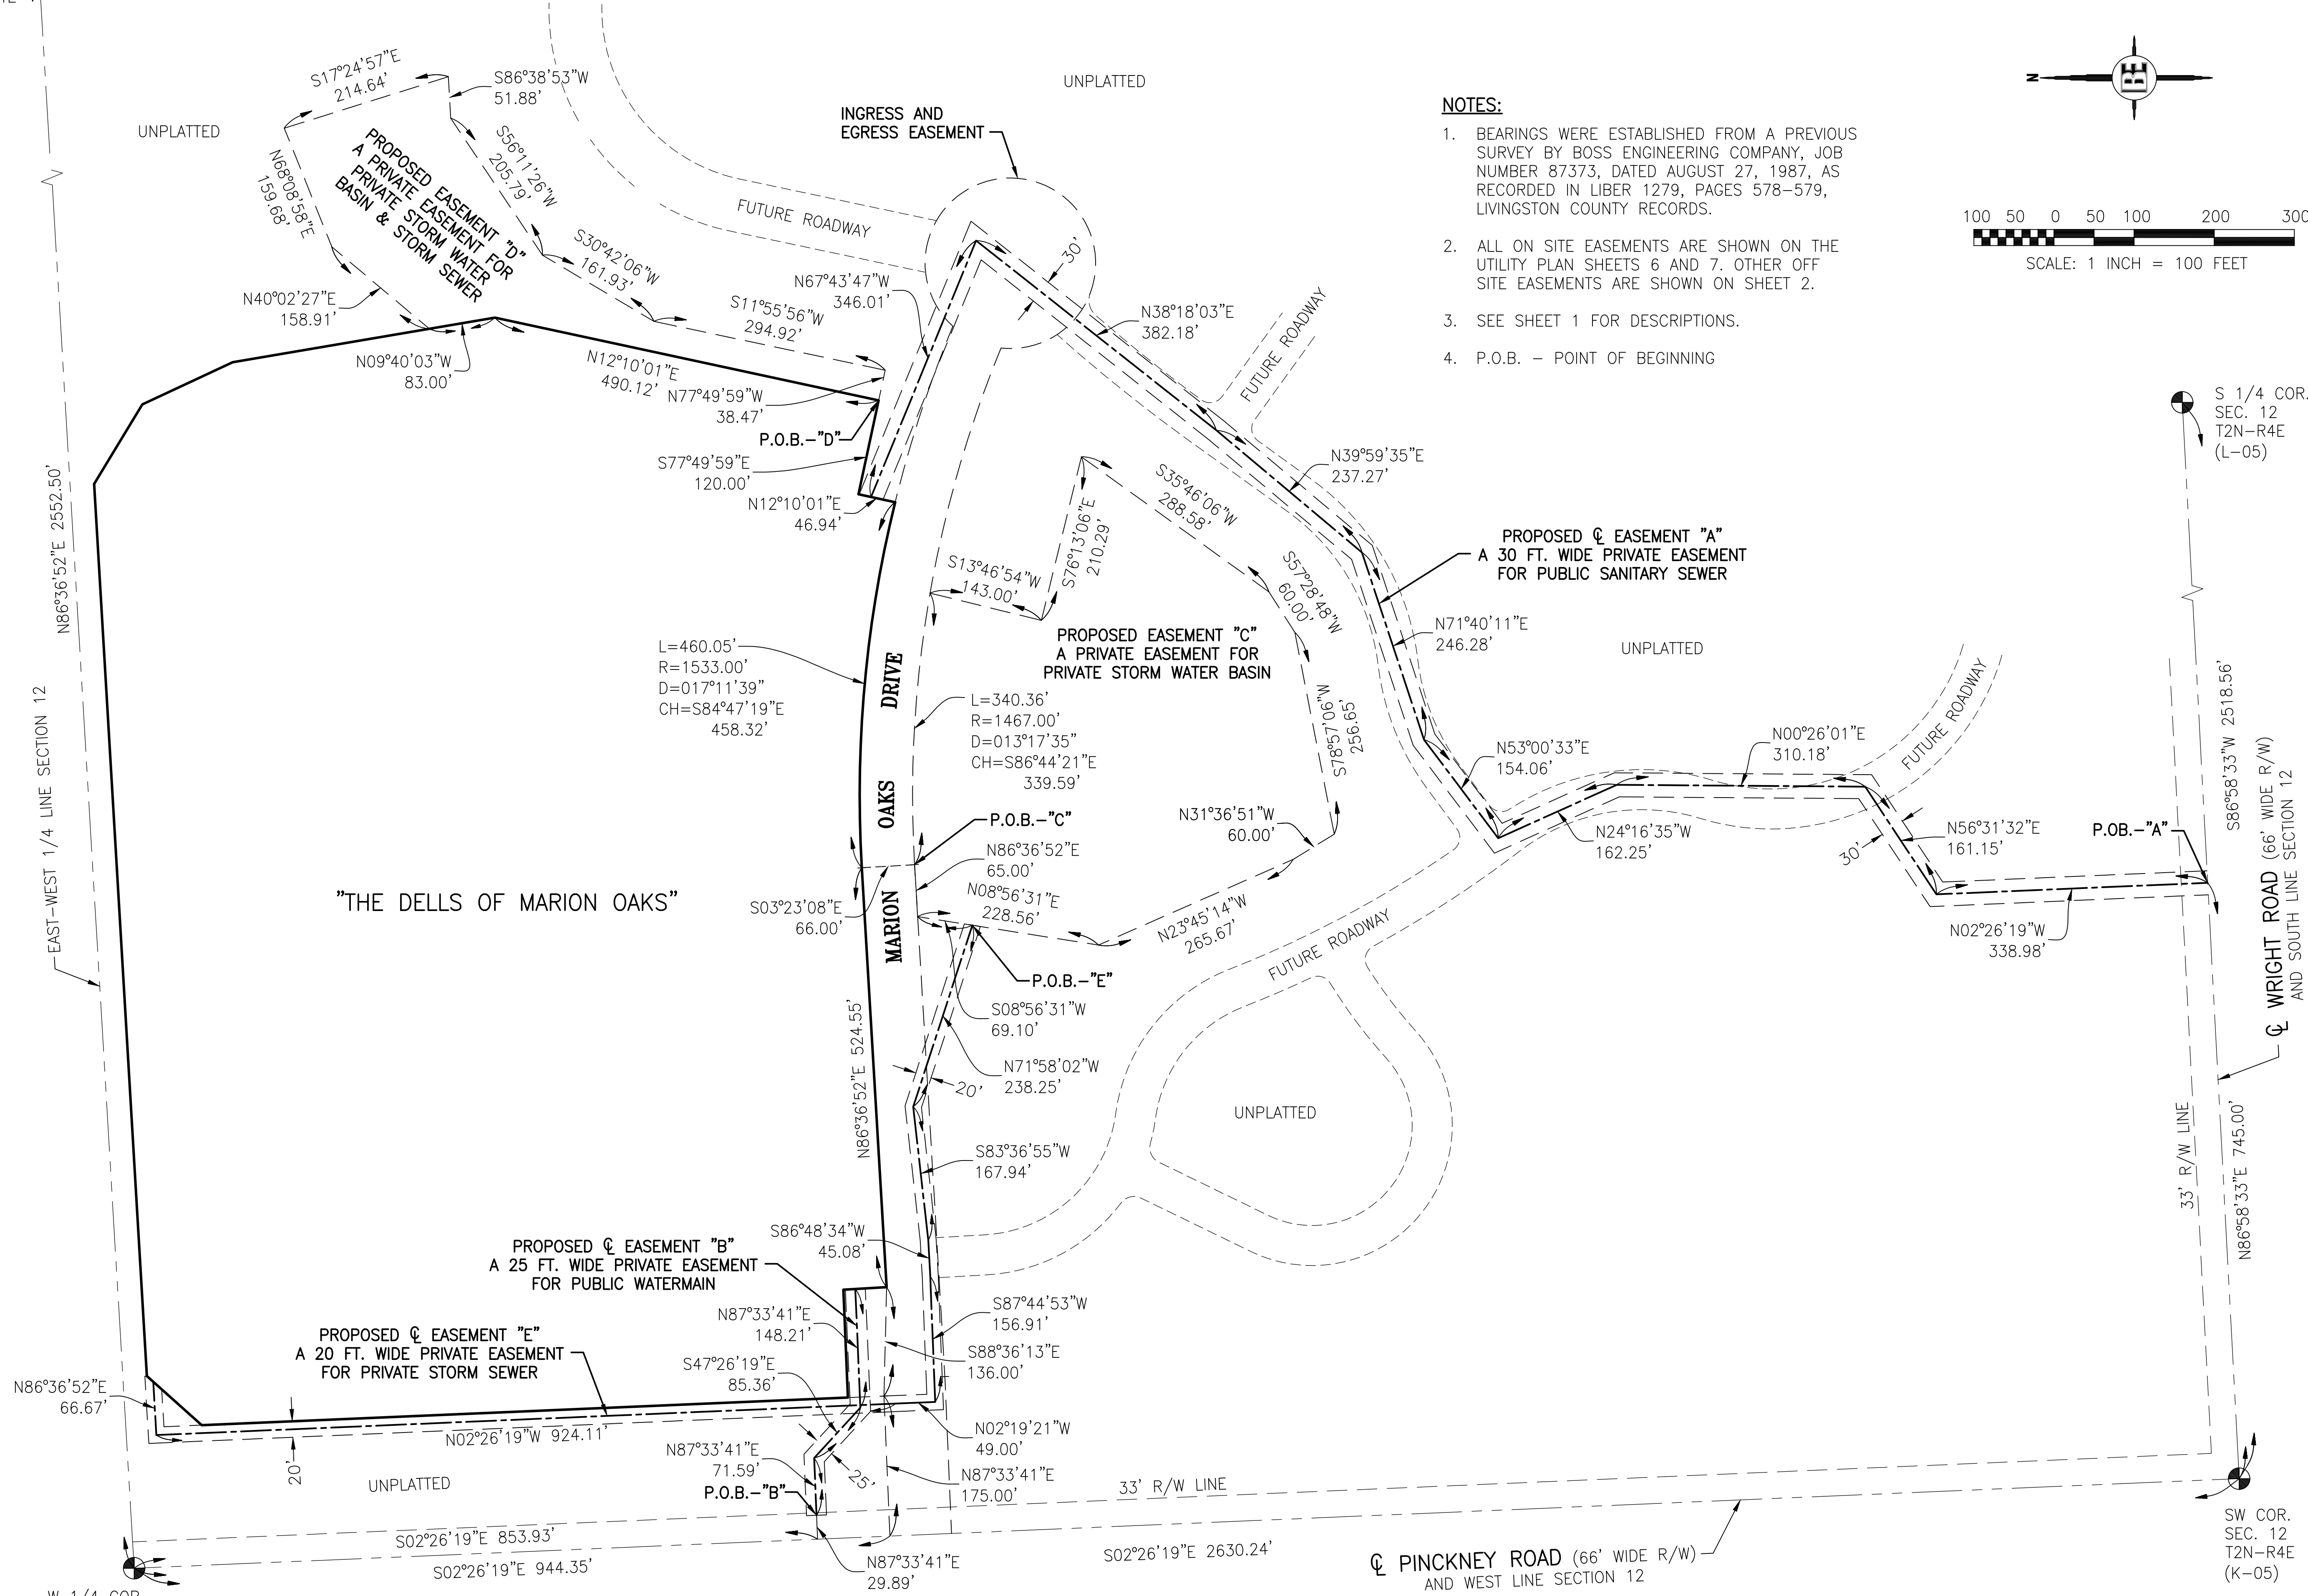 UNPLATTED
S17°24'57"E
214.64'
S86°38'53"W
51.88'
S56°11'26"W
205.79'
N68°08'58"E
159.68'
PROPOSED EASEMENT "D"
A PRIVATE EASEMENT FOR
PRIVATE STORM WATER
BASIN & STORM SEWER
S30°42'06"W
161.93'
N40°02'27"E
158.91'
S11°55'56"W
294.92'
N09°40'03"W
83.00'
N12°10'01"E
490.12'
N77°49'59"W
38.47'
P.O.B.-"D"
S77°49'59"E
120.00'
N12°10'01"E
46.94'
INGRESS AND
EGRESS EASEMENT
UNPLATTED
FUTURE ROADWAY
N67°43'47"W
346.01'
30'
N38°18'03"E
382.18'
FUTURE ROADWAY
NOTES:
1. BEARINGS WERE ESTABLISHED FROM A PREVIOUS
SURVEY BY BOSS ENGINEERING COMPANY, JOB
NUMBER 87373, DATED AUGUST 27, 1987, AS
RECORDED IN LIBER 1279, PAGES 578-579,
LIVINGSTON COUNTY RECORDS.
2. ALL ON SITE EASEMENTS ARE SHOWN ON THE
UTILITY PLAN SHEETS 6 AND 7. OTHER OFF
SITE EASEMENTS ARE SHOWN ON SHEET 2.
3. SEE SHEET 1 FOR DESCRIPTIONS.
4. P.O.B. - POINT OF BEGINNING
N
BE
100 50 0 50 100 200 300
SCALE: 1 INCH = 100 FEET
S 1/4 COR.
SEC. 12
T2N-R4E
(L-05)
N39°59'35"E
237.27'
S35°46'06"W
288.58'
S76°13'06"E
210.29'
S13°46'54"W
143.00'
S57°28'48"W
60.00'
PROPOSED ℄ EASEMENT "A"
A 30 FT. WIDE PRIVATE EASEMENT
FOR PUBLIC SANITARY SEWER
N71°40'11"E
246.28'
UNPLATTED
PROPOSED EASEMENT "C"
A PRIVATE EASEMENT FOR
PRIVATE STORM WATER BASIN
S78°57'06"W
256.65'
N86°36'52"E 2552.50'
EAST-WEST 1/4 LINE SECTION 12
L=460.05'
R=1533.00'
D=017°11'39"
CH=S84°47'19"E
458.32'
MARION OAKS DRIVE
L=340.36'
R=1467.00'
D=013°17'35"
CH=S86°44'21"E
339.59'
N53°00'33"E
154.06'
N00°26'01"E
310.18'
FUTURE ROADWAY
S86°58'33"W 2518.56'
℄ WRIGHT ROAD (66' WIDE R/W)
AND SOUTH LINE SECTION 12
P.O.B.-"C"
N31°36'51"W
60.00'
N24°16'35"W
162.25'
30'
N56°31'32"E
161.15'
P.OB.-"A"
N86°36'52"E
65.00'
"THE DELLS OF MARION OAKS"
S03°23'08"E
66.00'
N08°56'31"E
228.56'
N23°45'14"W
265.67'
FUTURE ROADWAY
N02°26'19"W
338.98'
P.O.B.-"E"
S08°56'31"W
69.10'
N86°36'52"E 524.55'
N71°58'02"W
238.25'
20'
UNPLATTED
33' R/W LINE
N86°58'33"E 745.00'
S83°36'55"W
167.94'
S86°48'34"W
45.08'
PROPOSED ℄ EASEMENT "B"
A 25 FT. WIDE PRIVATE EASEMENT
FOR PUBLIC WATERMAIN
N87°33'41"E
148.21'
S87°44'53"W
156.91'
PROPOSED ℄ EASEMENT "E"
A 20 FT. WIDE PRIVATE EASEMENT
FOR PRIVATE STORM SEWER
S47°26'19"E
85.36'
S88°36'13"E
136.00'
N86°36'52"E
66.67'
N02°26'19"W 924.11'
N02°19'21"W
49.00'
20'
N87°33'41"E
71.59'
25'
N87°33'41"E
175.00'
UNPLATTED
P.O.B.-"B"
33' R/W LINE
S02°26'19"E 853.93'
S02°26'19"E 944.35'
N87°33'41"E
29.89'
S02°26'19"E 2630.24'
℄ PINCKNEY ROAD (66' WIDE R/W)
AND WEST LINE SECTION 12
SW COR.
SEC. 12
T2N-R4E
(K-05)
W 1/4 COR